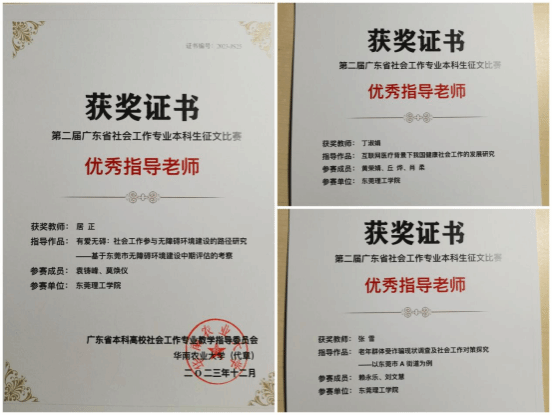 证书编号：
获奖证书
第二届广东省社会工作专业本科生征文比赛
优秀指导老师
获奖教师：居 正
指导作品：有爱无碍：社会工作参与无障碍环境建设的路径研究
——基于东莞市无障碍环境建设中期评估的考察
参赛成员：袁锑峰、莫焕仪
参赛单位：东莞理工学院
广东省本科高校社会工作专业教学指导委员会
华南农业大学（代章）
二〇二三年十二月
获奖证书
第二届广东省社会工作专业本科生征文比赛
优秀指导老师
获奖教师：丁淑娟
指导作品：互联网医疗背景下我国健康社会工作的发展研究
参赛成员：黄荣嫦、丘 烨、肖 柔
参赛单位：东莞理工学院
获奖证书
第二届广东省社会工作专业本科生征文比赛
优秀指导老师
获奖教师：张 雪
指导作品：老年群体受诈骗现状调查及社会工作对策探究
——以东莞市 A 街道为例
参赛成员：赖永乐、刘文慧
参赛单位：东莞理工学院